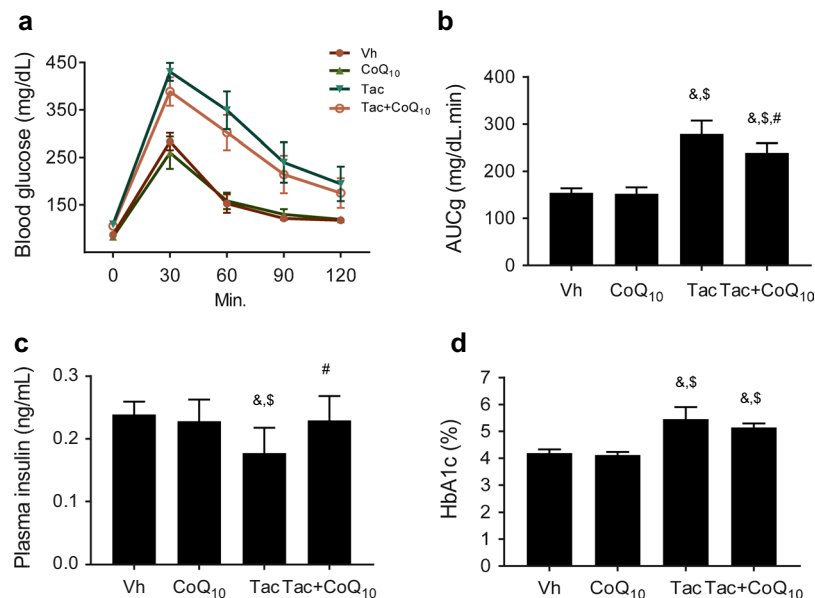 a
Blood glucose (mg/dL)
450
350
250
150
0
30
60
90
120
Min.
Vh
CoQ₁₀
Tac
Tac+CoQ₁₀
b
AUCg (mg/dL.min)
400
300
200
100
0
&,$
&,$,#
Vh
CoQ₁₀
Tac
Tac+CoQ₁₀
c
Plasma insulin (ng/mL)
0.3
0.2
0.1
0.0
&,$
#
Vh
CoQ₁₀
Tac
Tac+CoQ₁₀
d
HbA1c (%)
7
6
5
4
3
2
1
0
&,$
&,$
Vh
CoQ₁₀
Tac
Tac+CoQ₁₀